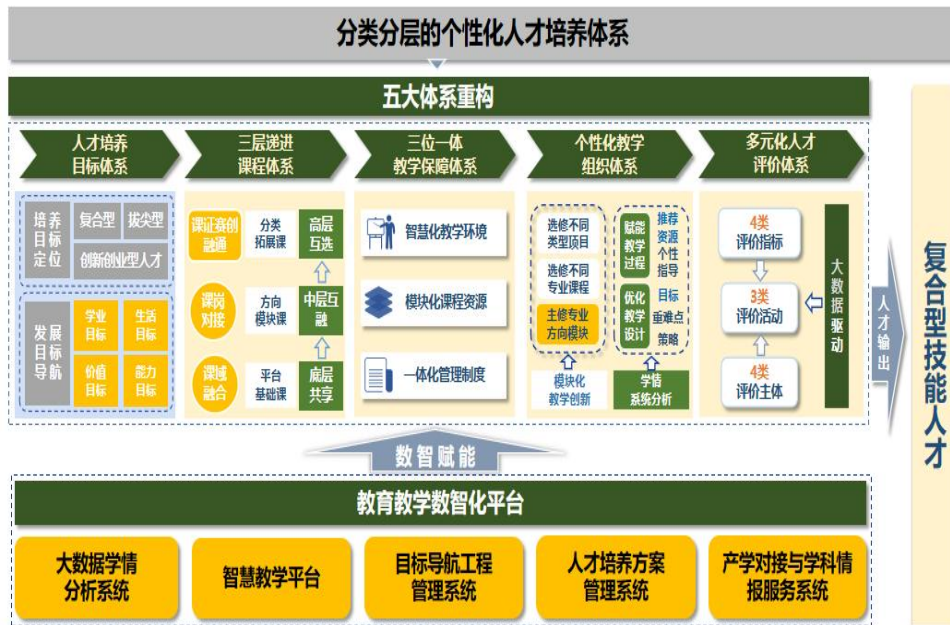 分类分层的个性化人才培养体系
五大体系重构
人才培养
目标体系
三层递进
课程体系
三位一体
教学保障体系
个性化教学
组织体系
多元化人才
评价体系
培养
目标
定位
复合型
拔尖型
创新创业型人才
发展
目标
导航
学业
目标
生活
目标
价值
目标
能力
目标
课证赛创
融通
分类
拓展课
高层
互选
课岗
对接
方向
模块课
中层互
融
课域
融合
平台
基础课
底层
共享
智慧化教学环境
模块化课程资源
一体化管理制度
选修不同
类型项目
选修不同
专业课程
主修专业
方向模块
模块化
教学创新
赋能
教学
过程
推荐
资源
个性
指导
优化
教学
设计
目标
重难点
策略
学情
系统分析
4类
评价指标
3类
评价活动
4类
评价主体
大数据驱动
人才输出
复合型技能人才
数智赋能
教育教学数智化平台
大数据学情
分析系统
智慧教学平台
目标导航工程
管理系统
人才培养方案
管理系统
产学对接与学科情
报服务系统